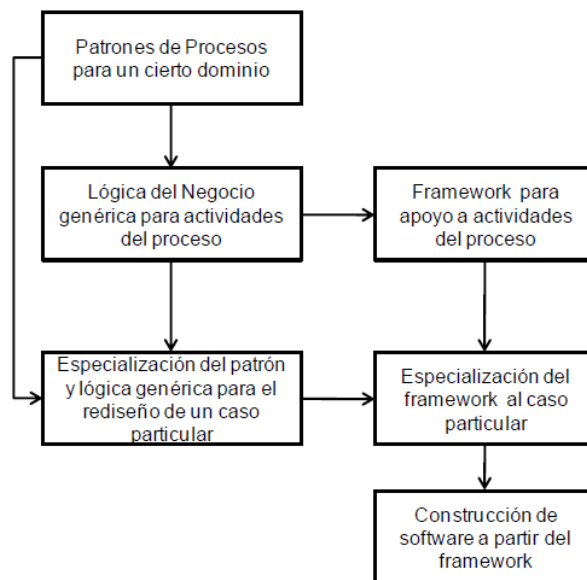 Patrones de Procesos
para un cierto dominio
Lógica del Negocio
genérica para actividades
del proceso
Framework para
apoyo a actividades
del proceso
Especialización del patrón
y lógica genérica para el
rediseño de un caso
particular
Especialización del
framework al caso
particular
Construcción de
software a partir del
framework